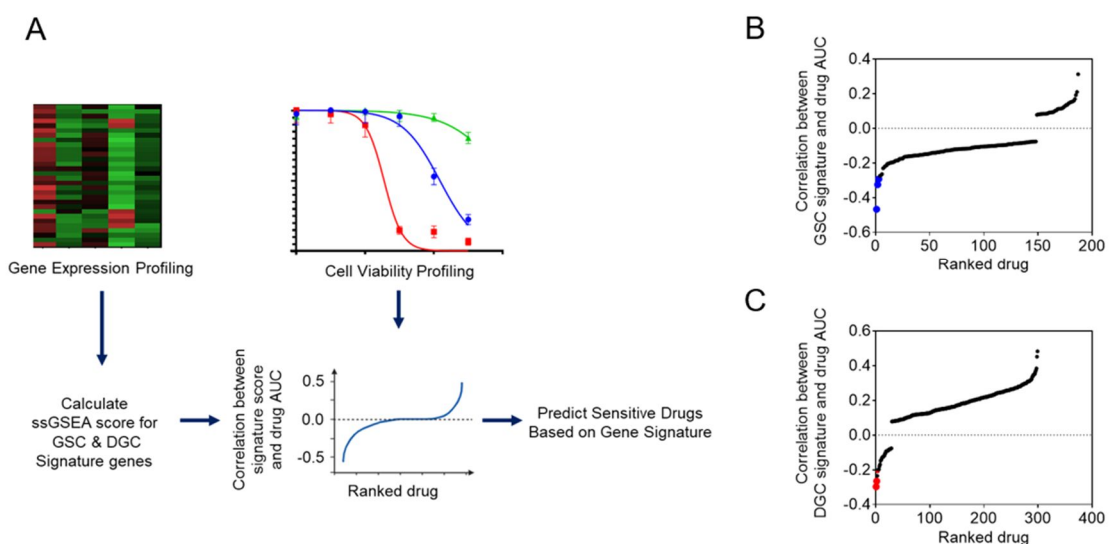 A
Gene Expression Profiling
Cell Viability Profiling
Calculate
ssGSEA score for
GSC & DGC
Signature genes
Correlation between
signature score
and drug AUC
0.5
0.0
-0.5
Ranked drug
Predict Sensitive Drugs
Based on Gene Signature
B
Correlation between
GSC signature and drug AUC
0.4
0.2
0.0
-0.2
-0.4
-0.6
0
50
100
150
200
Ranked drug
C
Correlation between
DGC signature and drug AUC
0.6
0.4
0.2
0.0
-0.2
-0.4
0
100
200
300
400
Ranked drug